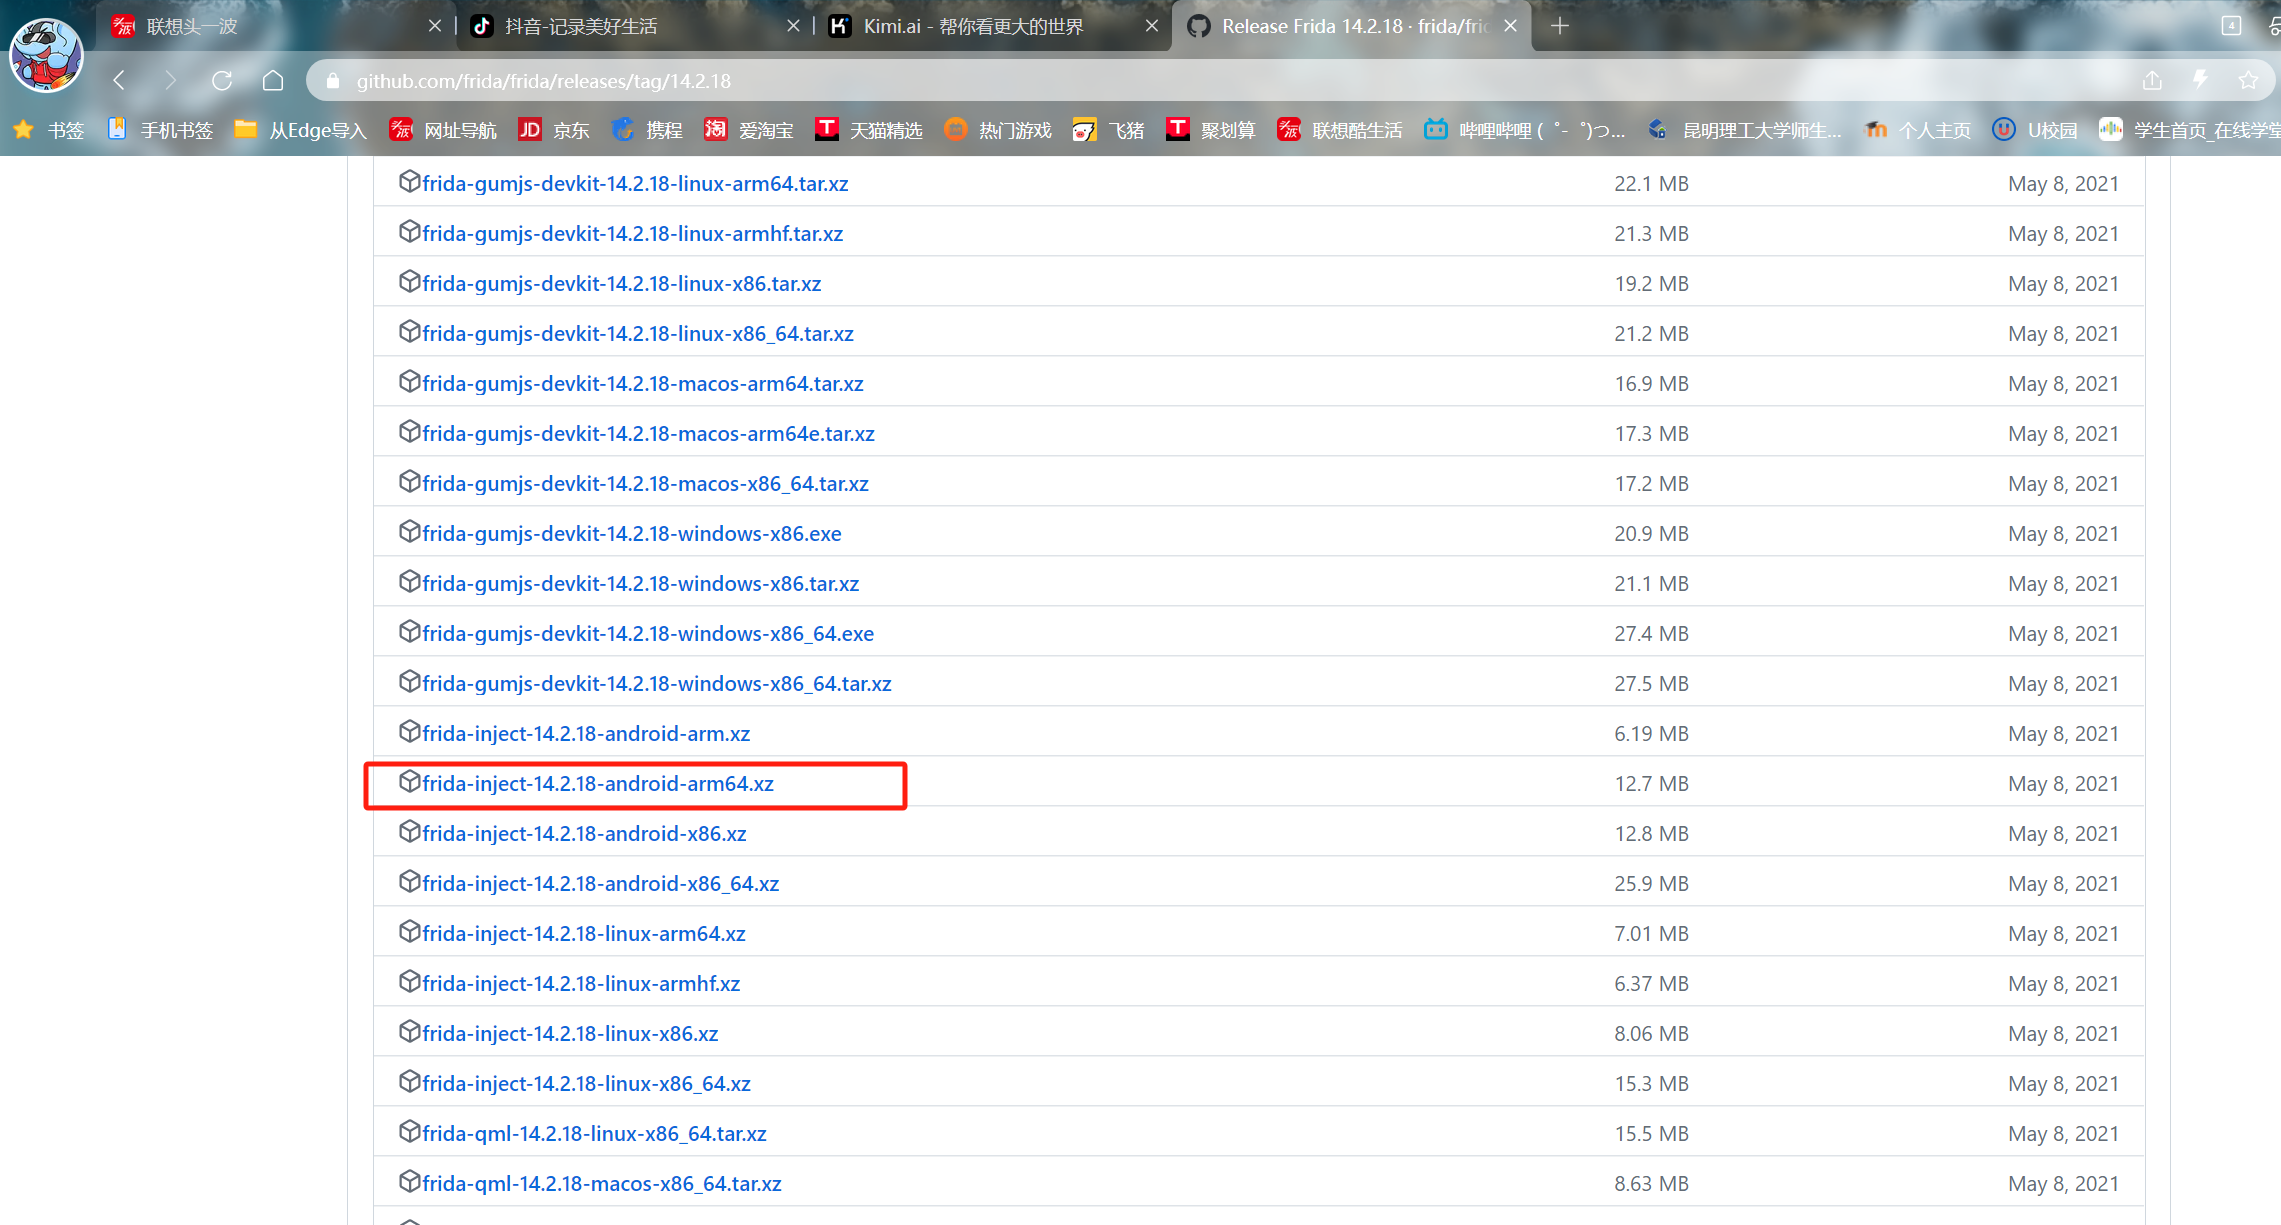 联想头一波
抖音-记录美好生活
Kimi.ai - 帮你看更大的世界
Release Frida 14.2.18 · frida/frid
4
github.com/frida/frida/releases/tag/14.2.18
书签 手机书签 从Edge导入 网址导航 JD 京东 携程 淘 爱淘宝 T 天猫精选 热门游戏 飞猪 T 聚划算 联想酷生活 哔哩哔哩 ( ゜- ゜)つ... 昆明理工大学师生... 个人主页 U校园 学生首页_在线学堂
frida-gumjs-devkit-14.2.18-linux-arm64.tar.xz 22.1 MB May 8, 2021
frida-gumjs-devkit-14.2.18-linux-armhf.tar.xz 21.3 MB May 8, 2021
frida-gumjs-devkit-14.2.18-linux-x86.tar.xz 19.2 MB May 8, 2021
frida-gumjs-devkit-14.2.18-linux-x86_64.tar.xz 21.2 MB May 8, 2021
frida-gumjs-devkit-14.2.18-macos-arm64.tar.xz 16.9 MB May 8, 2021
frida-gumjs-devkit-14.2.18-macos-arm64e.tar.xz 17.3 MB May 8, 2021
frida-gumjs-devkit-14.2.18-macos-x86_64.tar.xz 17.2 MB May 8, 2021
frida-gumjs-devkit-14.2.18-windows-x86.exe 20.9 MB May 8, 2021
frida-gumjs-devkit-14.2.18-windows-x86.tar.xz 21.1 MB May 8, 2021
frida-gumjs-devkit-14.2.18-windows-x86_64.exe 27.4 MB May 8, 2021
frida-gumjs-devkit-14.2.18-windows-x86_64.tar.xz 27.5 MB May 8, 2021
frida-inject-14.2.18-android-arm.xz 6.19 MB May 8, 2021
frida-inject-14.2.18-android-arm64.xz 12.7 MB May 8, 2021
frida-inject-14.2.18-android-x86.xz 12.8 MB May 8, 2021
frida-inject-14.2.18-android-x86_64.xz 25.9 MB May 8, 2021
frida-inject-14.2.18-linux-arm64.xz 7.01 MB May 8, 2021
frida-inject-14.2.18-linux-armhf.xz 6.37 MB May 8, 2021
frida-inject-14.2.18-linux-x86.xz 8.06 MB May 8, 2021
frida-inject-14.2.18-linux-x86_64.xz 15.3 MB May 8, 2021
frida-qml-14.2.18-linux-x86_64.tar.xz 15.5 MB May 8, 2021
frida-qml-14.2.18-macos-x86_64.tar.xz 8.63 MB May 8, 2021